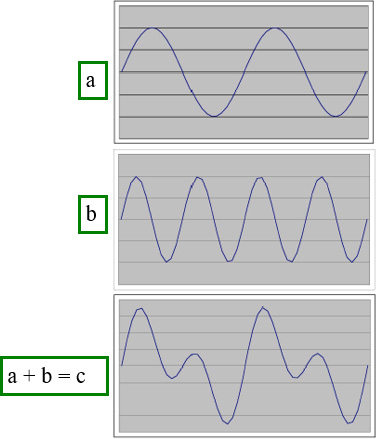 a
b
a + b = c